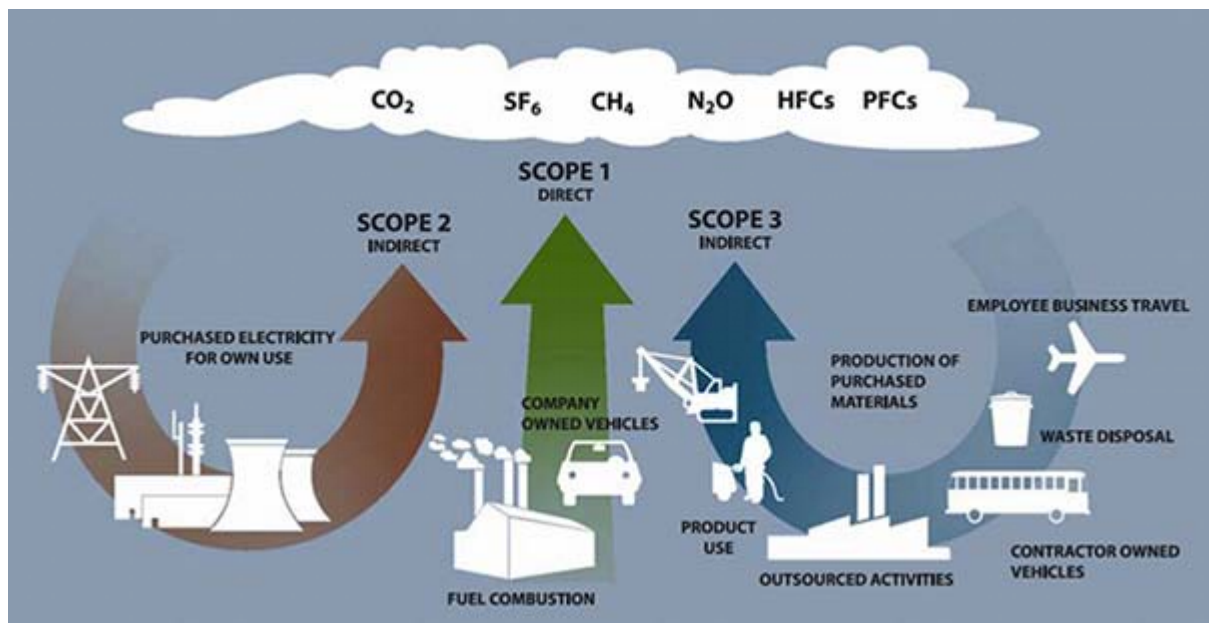 CO₂ SF₆ CH₄ N₂O HFCs PFCs
SCOPE 1
DIRECT
SCOPE 2
INDIRECT
SCOPE 3
INDIRECT
PURCHASED ELECTRICITY
FOR OWN USE
COMPANY
OWNED VEHICLES
FUEL COMBUSTION
EMPLOYEE BUSINESS TRAVEL
PRODUCTION OF
PURCHASED
MATERIALS
WASTE DISPOSAL
PRODUCT
USE
OUTSOURCED ACTIVITIES
CONTRACTOR OWNED
VEHICLES